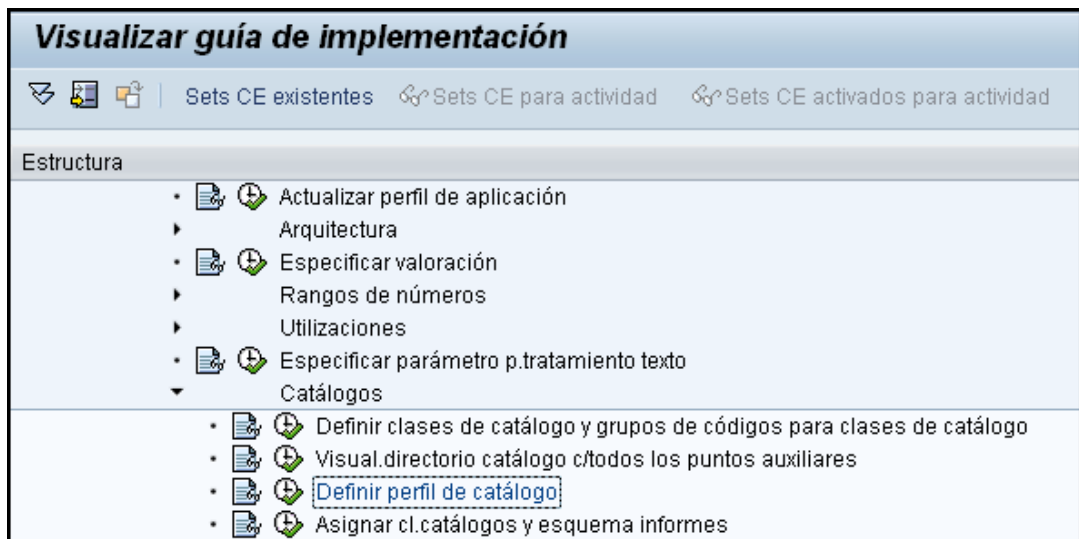 Visualizar guía de implementación
Sets CE existentes Sets CE para actividad Sets CE activados para actividad
Estructura
Actualizar perfil de aplicación
Arquitectura
Especificar valoración
Rangos de números
Utilizaciones
Especificar parámetro p.tratamiento texto
Catálogos
Definir clases de catálogo y grupos de códigos para clases de catálogo
Visual.directorio catálogo c/todos los puntos auxiliares
Definir perfil de catálogo
Asignar cl.catálogos y esquema informes